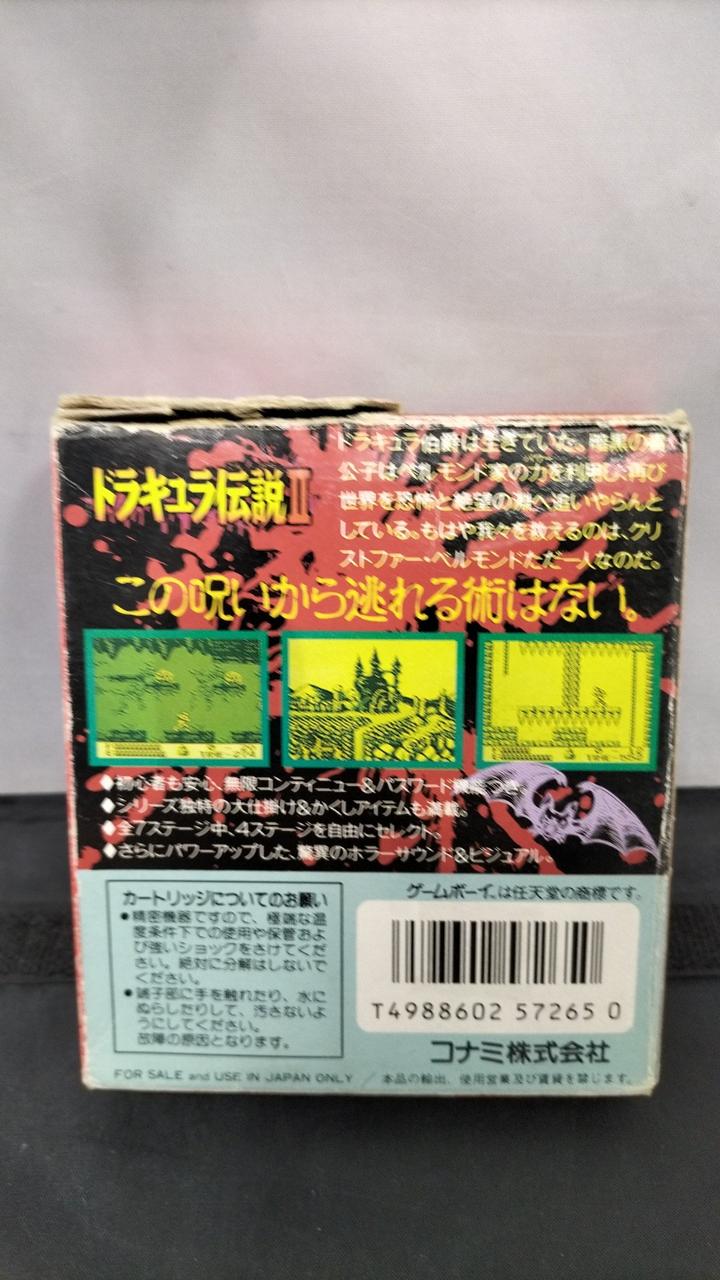 ドラキュラ伝説II
ドラキュラ伯爵は生きていた。暗黒の
公子はベルモンド家の力を利用し、再び
世界を恐怖と絶望の淵へ追いやらんと
している。もはや我々を救えるのは、クリ
ストファー・ベルモンドただ一人なのだ。
この呪いから逃れる術はない。
◆初心者も安心、無限コンティニュー&パスワード機能つき。
◆シリーズ独特の大仕掛け&かくしアイテムも満載。
◆全7ステージ中、4ステージを自由にセレクト。
◆さらにパワーアップした、驚異のホラーサウンド&ビジュアル。
カートリッジについてのお願い
●精密機器ですので、極端な温
度条件下での使用や保管およ
び強いショックをさけてくだ
さい。絶対に分解はしないで
ください。
●端子部に手を触れたり、水に
ぬらしたりして、汚さないよ
うにしてください。
故障の原因となります。
ゲームボーイ®は任天堂の商標です。
T4988602 57265 0
コナミ株式会社
FOR SALE and USE IN JAPAN ONLY / 本品の輸出、使用営業及び賃貸を禁じます。